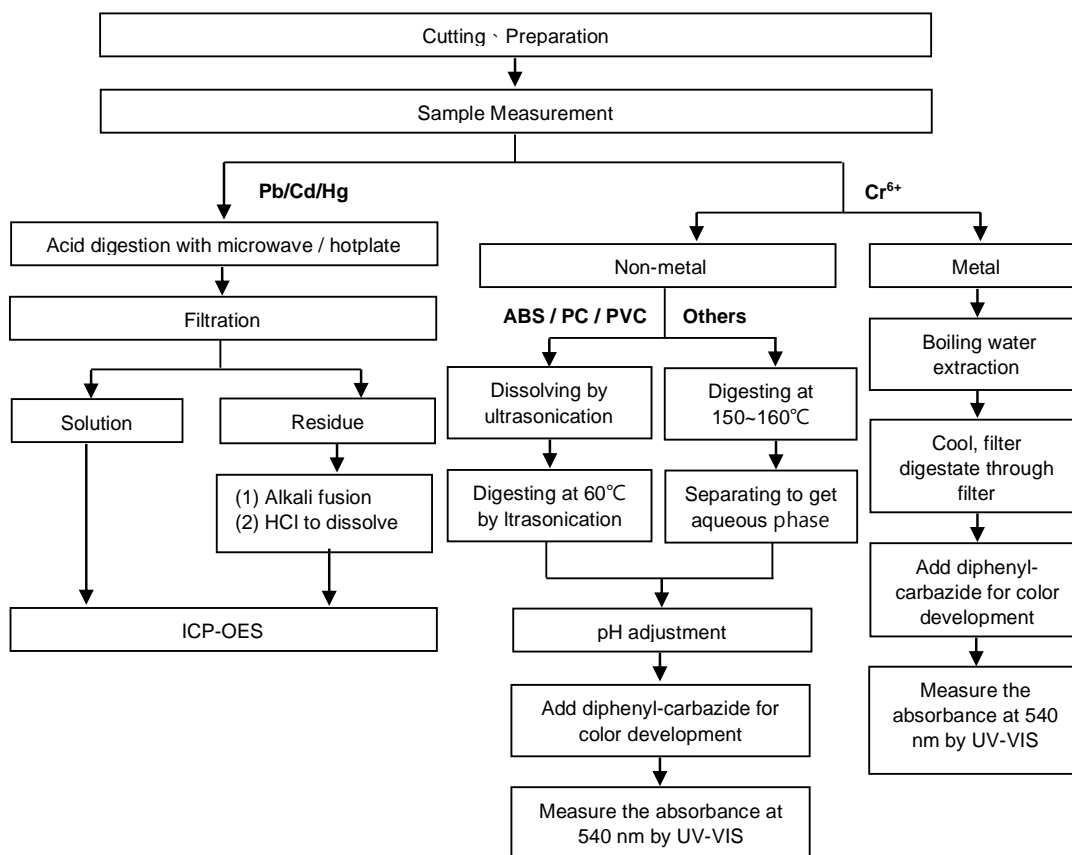 Cutting、Preparation
Sample Measurement
Pb/Cd/Hg
Cr6+
Acid digestion with microwave / hotplate
Non-metal
Metal
Filtration
ABS / PC / PVC
Others
Boiling water
extraction
Solution
Residue
Dissolving by
ultrasonication
Digesting at
150~160℃
Cool, filter
digestate through
filter
(1) Alkali fusion
(2) HCl to dissolve
Digesting at 60℃
by ltrasonication
Separating to get
aqueous phase
Add diphenyl-
carbazide for color
development
ICP-OES
pH adjustment
Measure the
absorbance at 540
nm by UV-VIS
Add diphenyl-carbazide for
color development
Measure the absorbance at
540 nm by UV-VIS